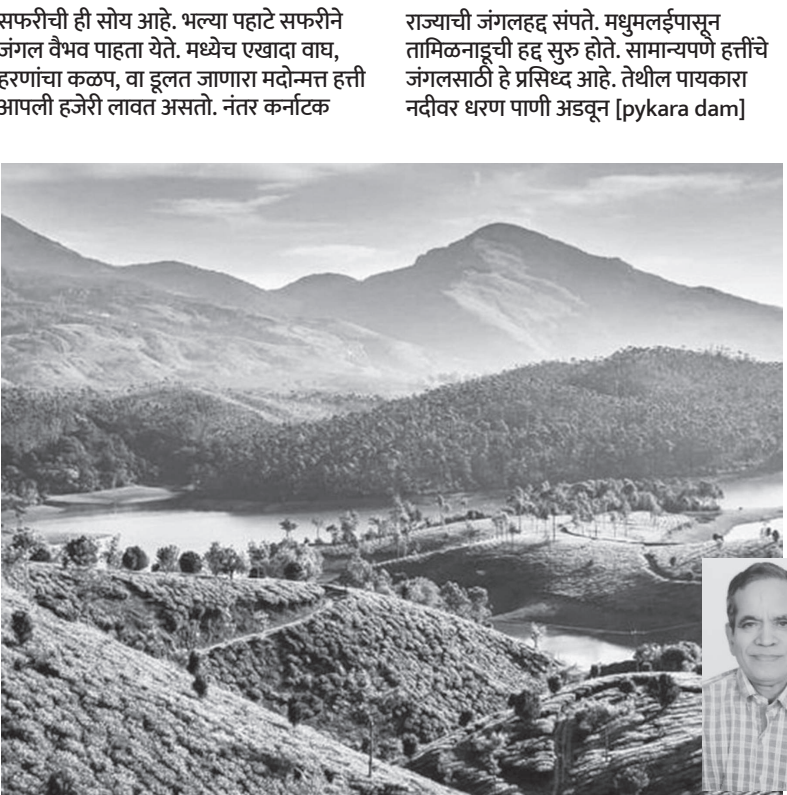 सफरीची ही सोय आहे. भल्या पहाटे सफरीने
जंगल वैभव पाहता येते. मध्येच एखादा वाघ,
हरणांचा कळप, वा डूलत जाणारा मदोन्मत्त हत्ती
आपली हजेरी लावत असतो. नंतर कर्नाटक
राज्याची जंगलहद्द संपते. मधुमलईपासून
तामिळनाडूची हद्द सुरु होते. सामान्यपणे हत्तींचे
जंगलसाठी हे प्रसिध्द आहे. तेथील पायकारा
नदीवर धरण पाणी अडवून [pykara dam]